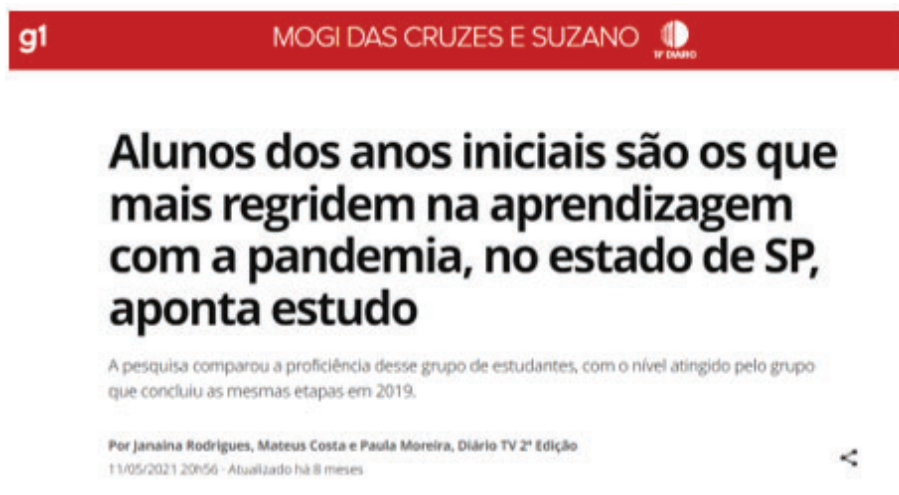 g1
MOGI DAS CRUZES E SUZANO
TV DIÁRIO
Alunos dos anos iniciais são os que
mais regridem na aprendizagem
com a pandemia, no estado de SP,
aponta estudo
A pesquisa comparou a proficiência desse grupo de estudantes, com o nível atingido pelo grupo
que concluiu as mesmas etapas em 2019.
Por Janaina Rodrigues, Mateus Costa e Paula Moreira, Diário TV 2ª Edição
11/05/2021 20h56 · Atualizado há 8 meses